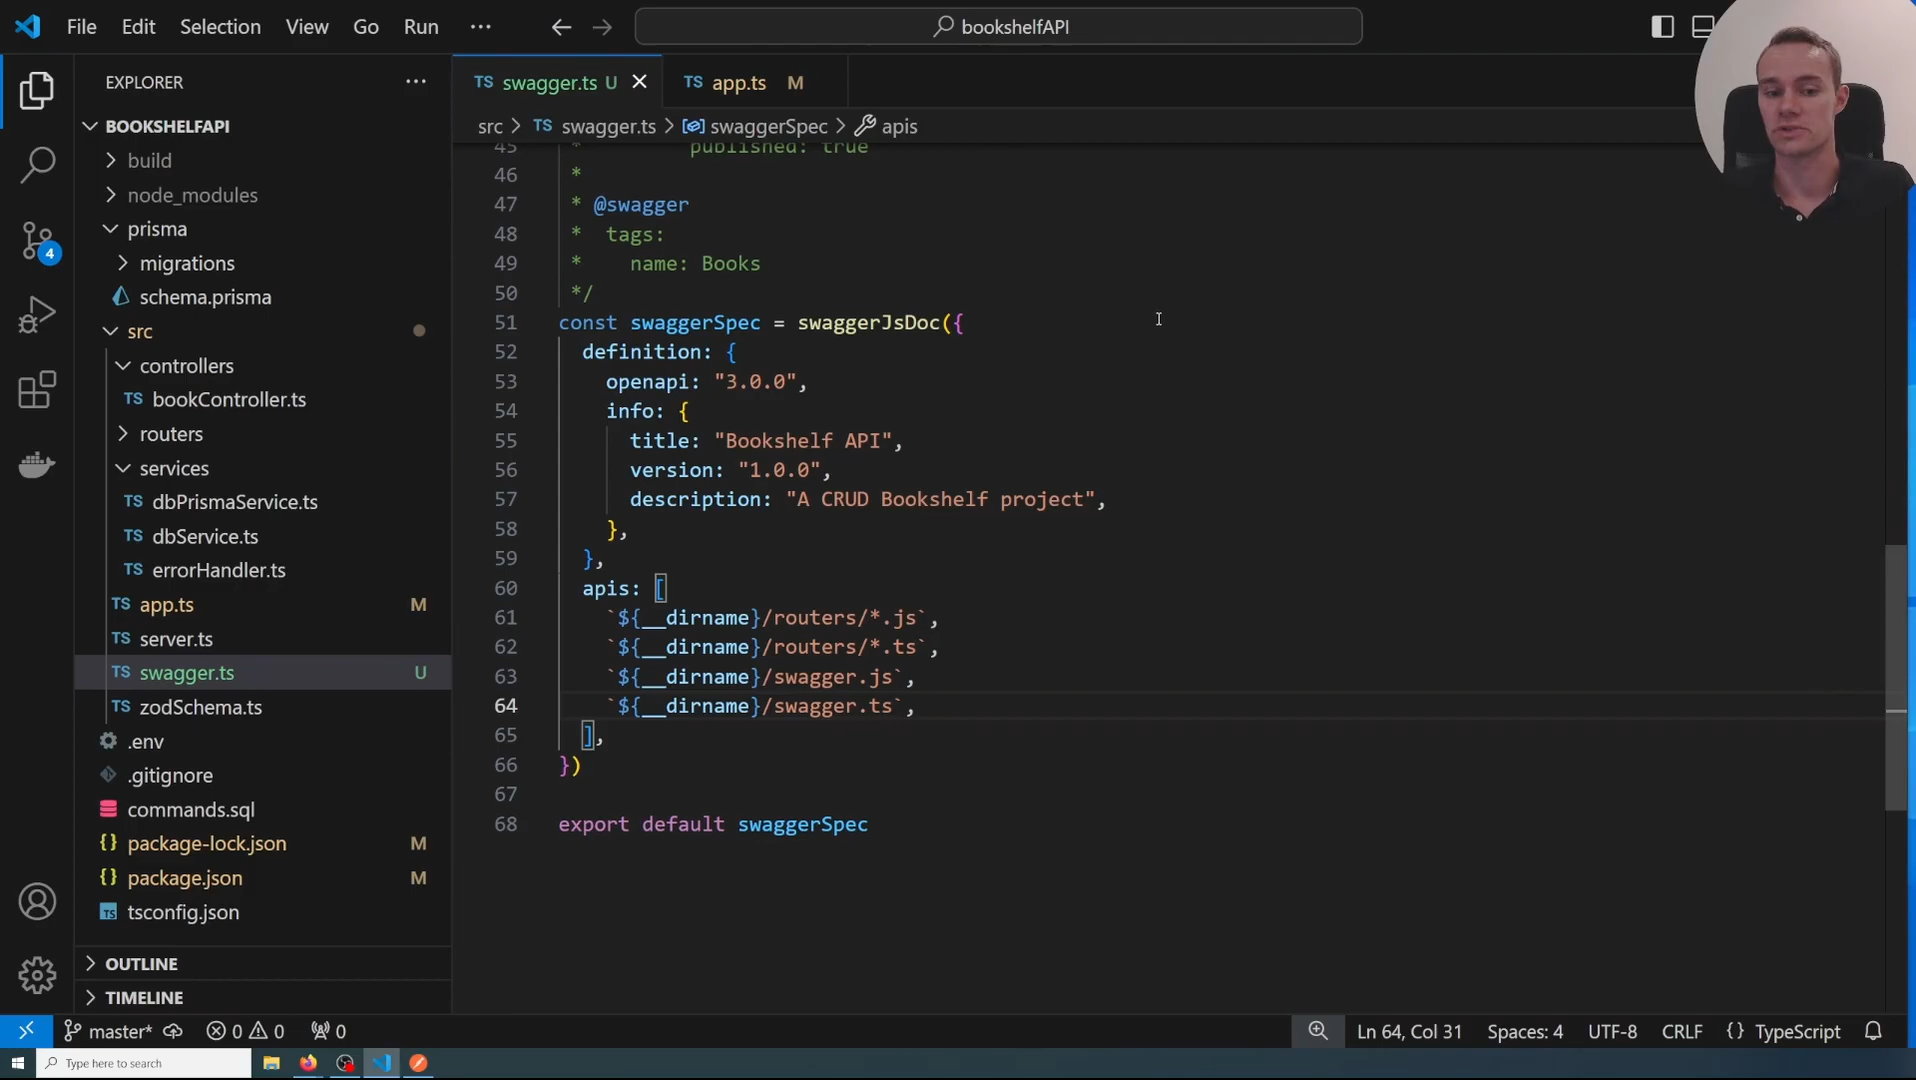 File Edit Selection View Go Run ···
bookshelfAPI
EXPLORER ···
BOOKSHELFAPI
build
node_modules
prisma
migrations
schema.prisma
src
controllers
TS bookController.ts
routers
services
TS dbPrismaService.ts
TS dbService.ts
TS errorHandler.ts
TS app.ts M
TS server.ts
TS swagger.ts U
TS zodSchema.ts
.env
.gitignore
commands.sql
{} package-lock.json M
{} package.json M
TS tsconfig.json
OUTLINE
TIMELINE
4
TS swagger.ts U
TS app.ts M
src > TS swagger.ts > swaggerSpec > apis
45 * published: true
46 *
47 * @swagger
48 * tags:
49 * name: Books
50 */
51 const swaggerSpec = swaggerJsDoc({
52 definition: {
53 openapi: "3.0.0",
54 info: {
55 title: "Bookshelf API",
56 version: "1.0.0",
57 description: "A CRUD Bookshelf project",
58 },
59 },
60 apis: [
61 `${__dirname}/routers/*.js`,
62 `${__dirname}/routers/*.ts`,
63 `${__dirname}/swagger.js`,
64 `${__dirname}/swagger.ts`,
65 ],
66 })
67
68 export default swaggerSpec
master* 0 0 0
Ln 64, Col 31 Spaces: 4 UTF-8 CRLF {} TypeScript
Type here to search